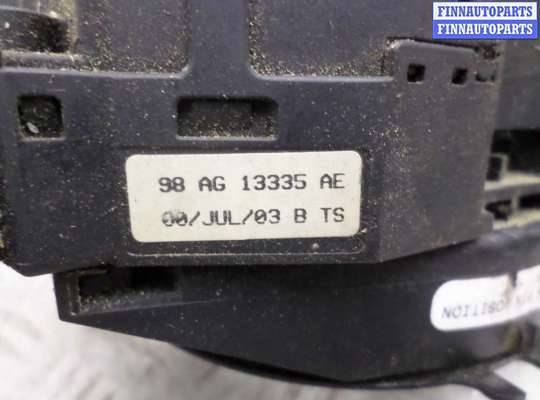 FINNAUTOPARTS
FINNAUTOPARTS
98 AG 13335 AE
00/JUL/03 B TS